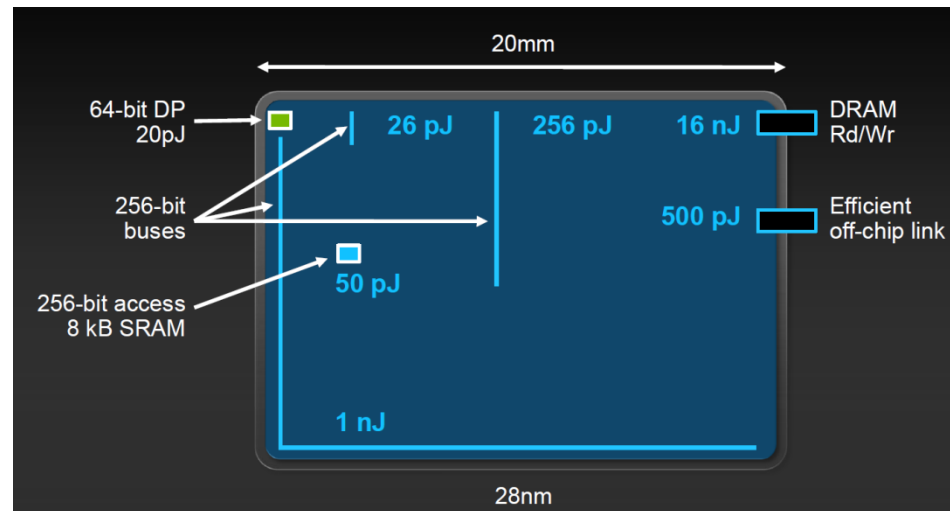 20mm
64-bit DP
20pJ
26 pJ
256 pJ
16 nJ
DRAM
Rd/Wr
256-bit
buses
500 pJ
Efficient
off-chip link
50 pJ
256-bit access
8 kB SRAM
1 nJ
28nm